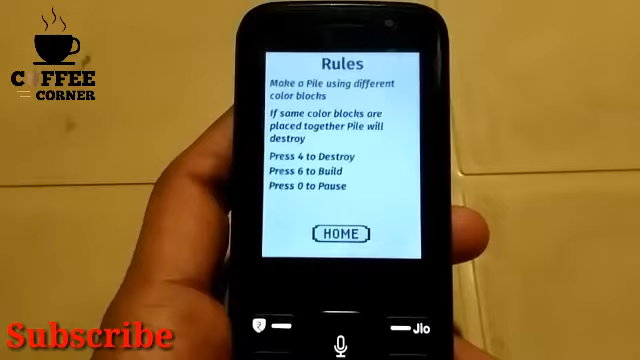 COFFEE
CORNER
Rules
Make a Pile using different
color blocks
If same color blocks are
placed together Pile will
destroy
Press 4 to Destroy
Press 6 to Build
Press 0 to Pause
HOME
Jio
Subscribe